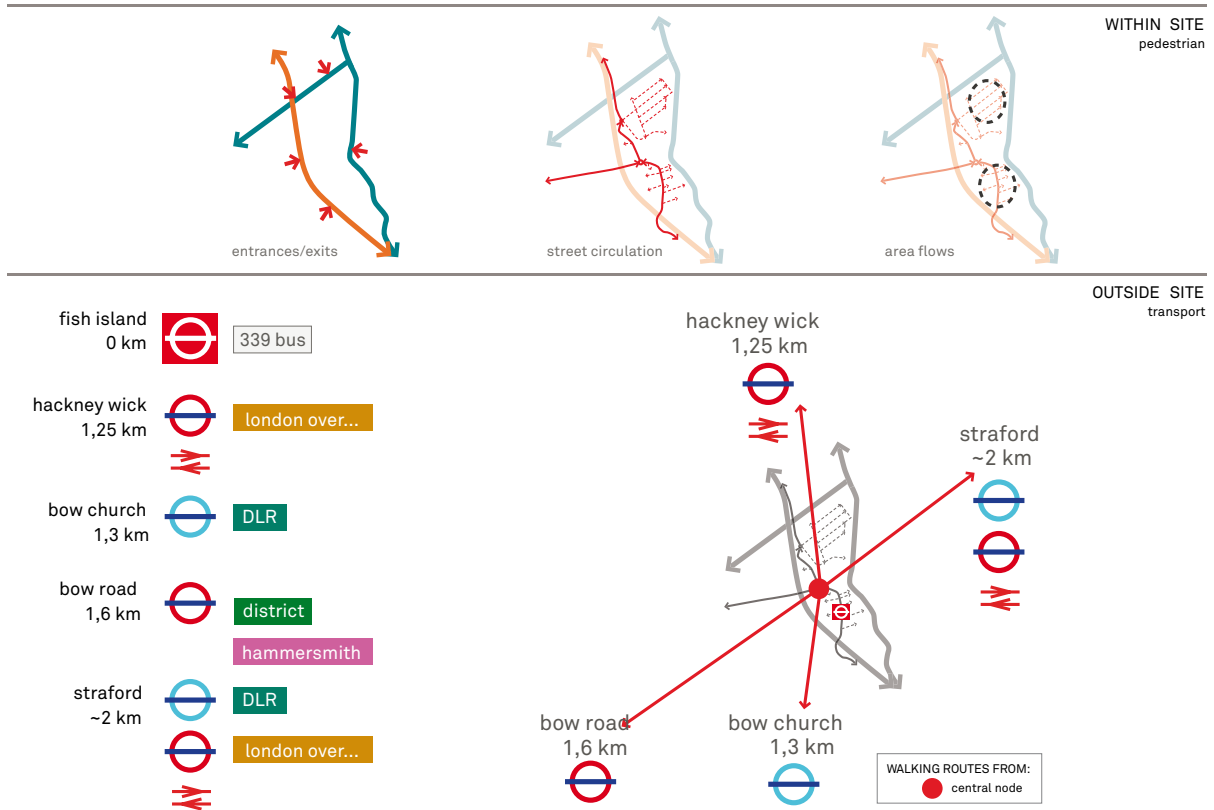 WITHIN SITE
pedestrian
entrances/exits
street circulation
area flows
OUTSIDE SITE
transport
fish island
0 km
339 bus
hackney wick
1,25 km
london over...
bow church
1,3 km
DLR
bow road
1,6 km
district
hammersmith
straford
~2 km
DLR
london over...
hackney wick
1,25 km
straford
~2 km
bow road
1,6 km
bow church
1,3 km
WALKING ROUTES FROM:
central node